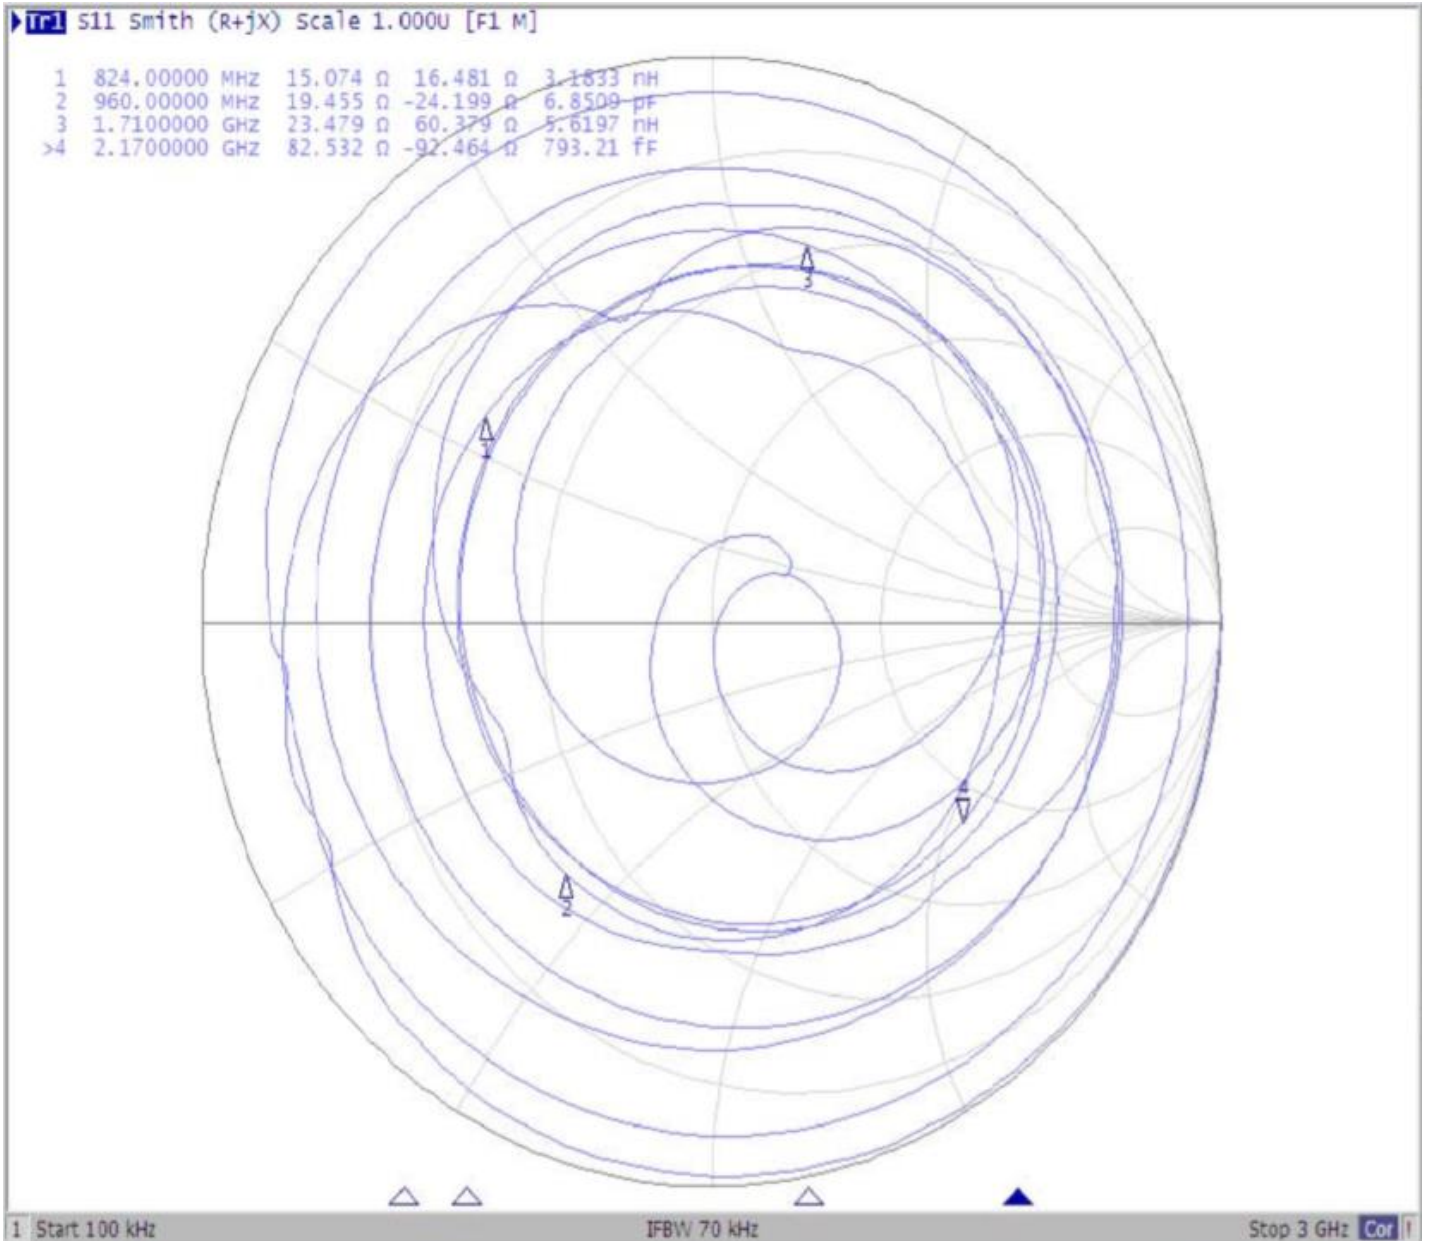 Tr1 S11 Smith (R+jX) Scale 1.000U [F1 M]
1 824.00000 MHz 15.074 Ω 16.481 Ω 3.1833 nH
2 960.00000 MHz 19.455 Ω -24.199 Ω 6.8509 pF
3 1.7100000 GHz 23.479 Ω 60.379 Ω 5.6197 nH
>4 2.1700000 GHz 82.532 Ω -92.464 Ω 793.21 fF
3
1
4
2
1 Start 100 kHz IFBW 70 kHz Stop 3 GHz Cor !